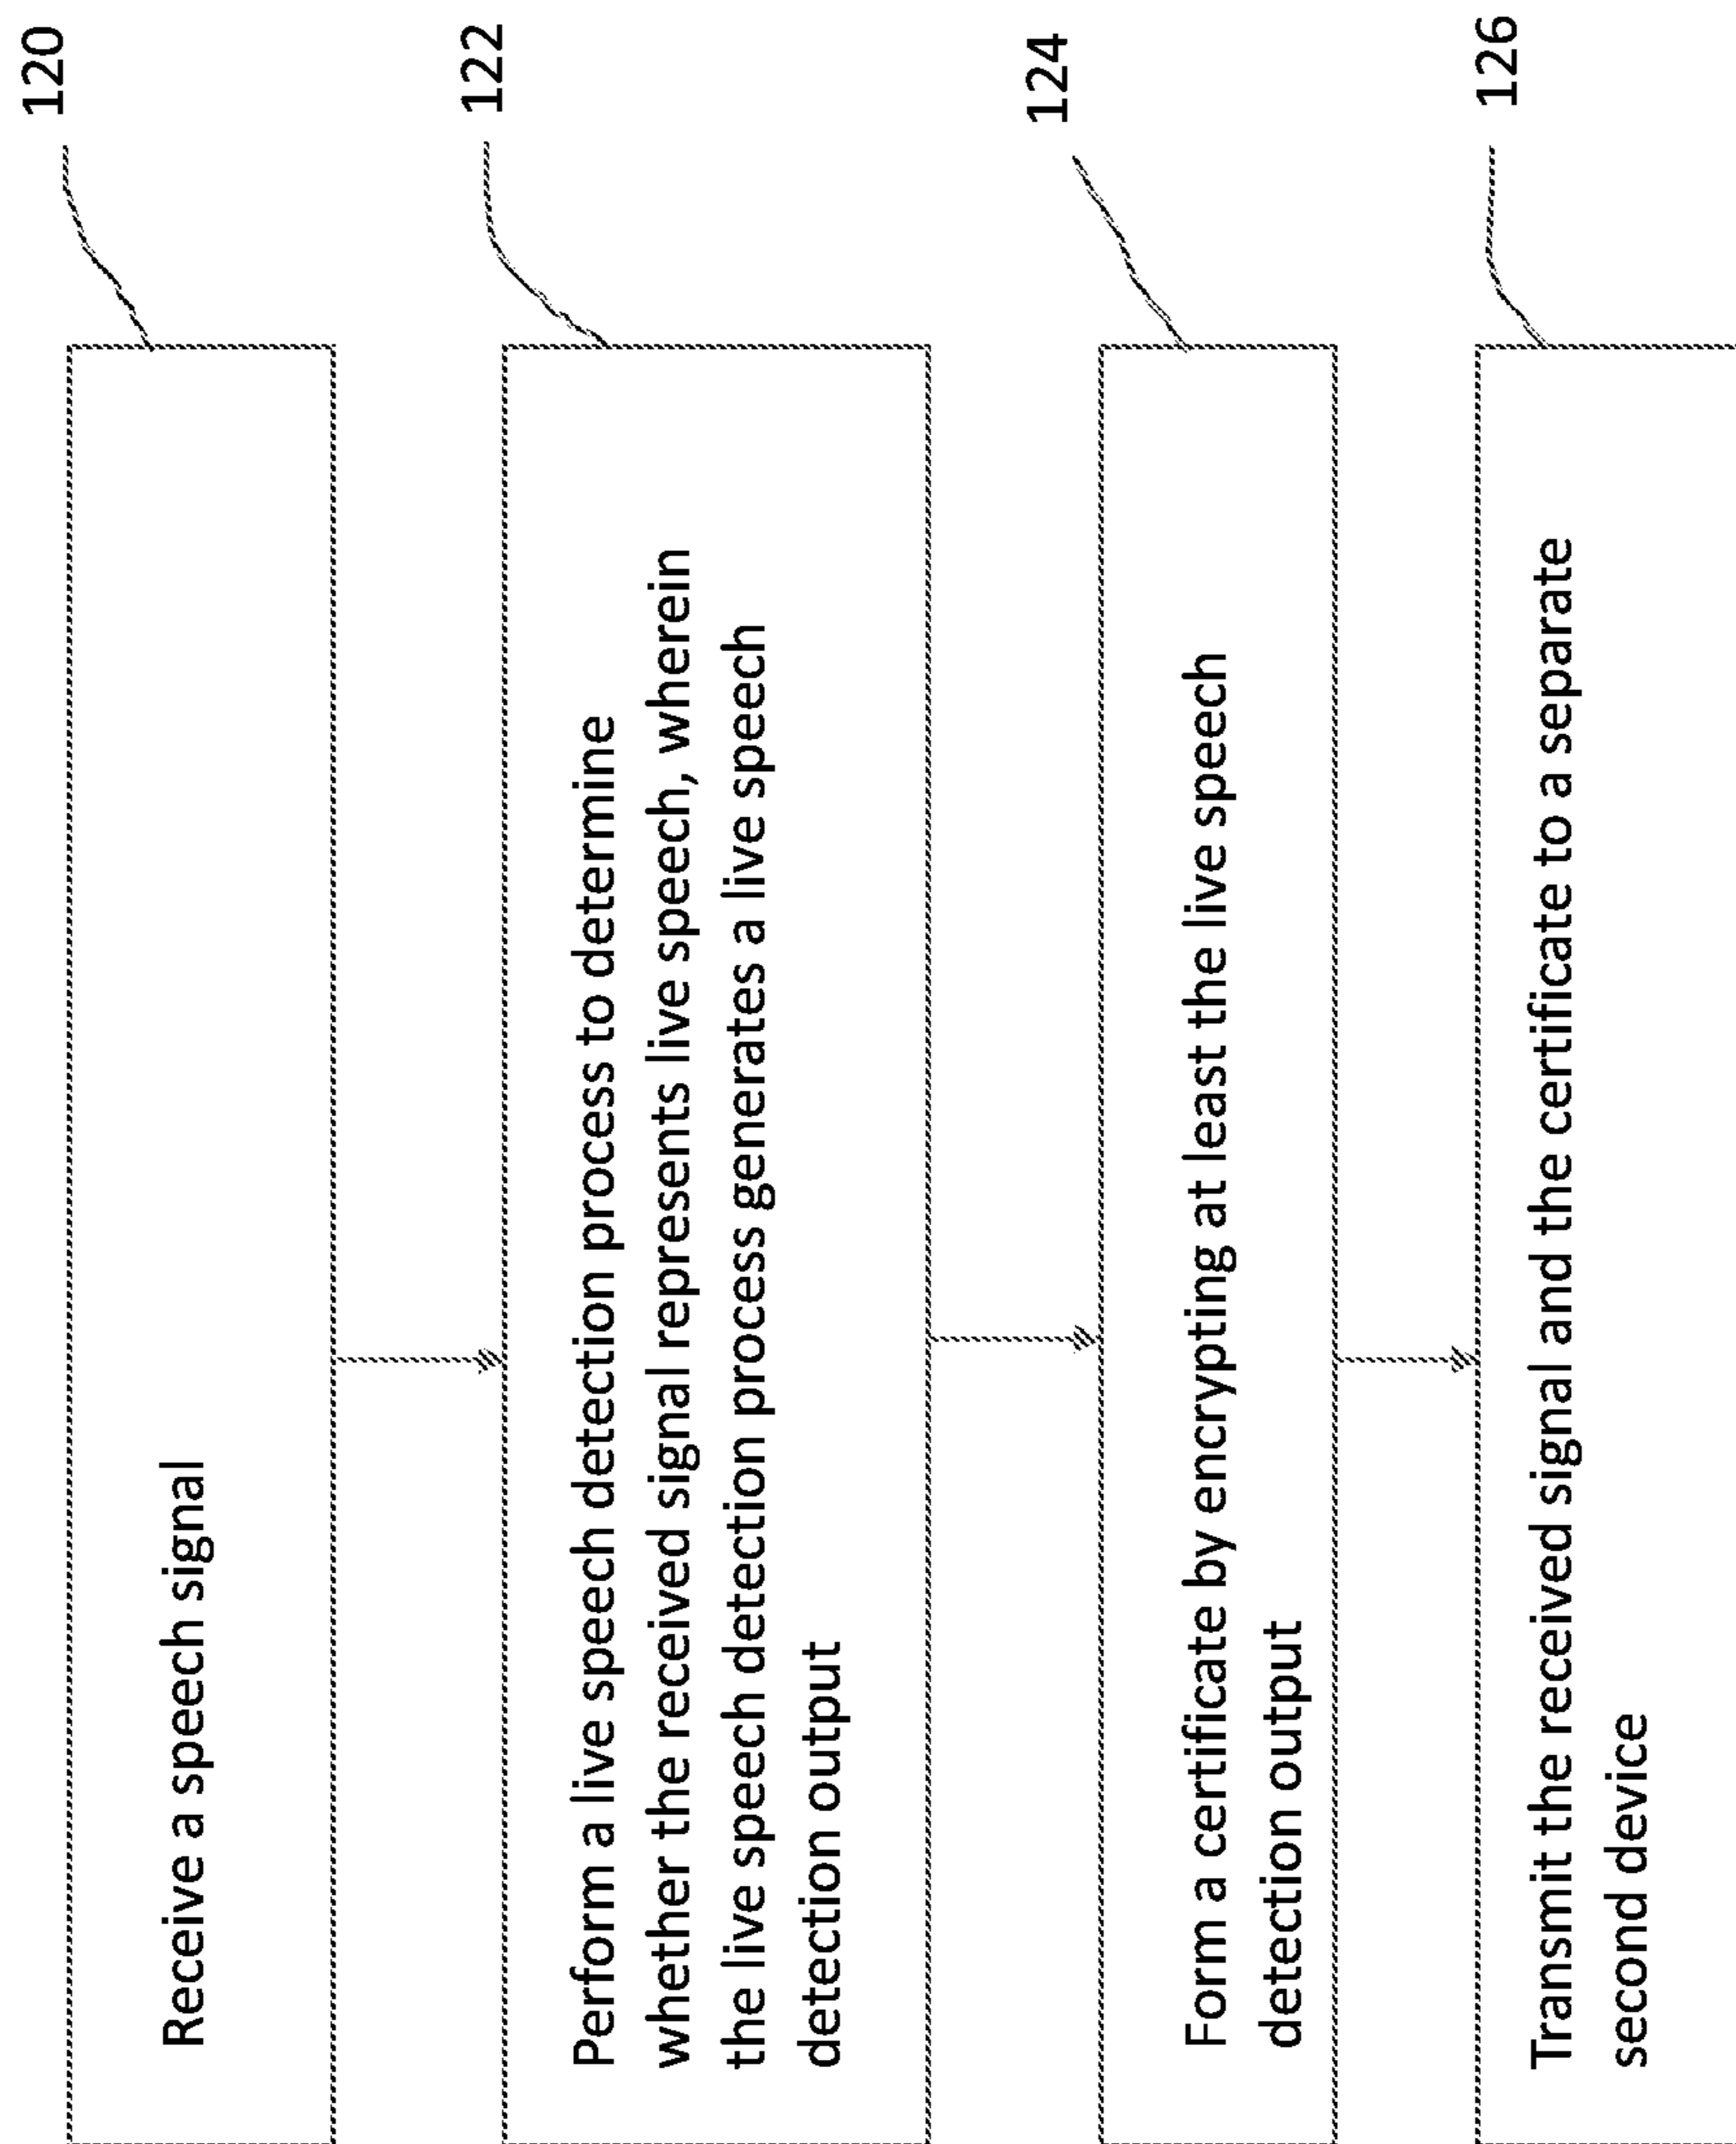 120
Receive a speech signal
122
Perform a live speech detection process to determine
whether the received signal represents live speech, wherein
the live speech detection process generates a live speech
detection output
124
Form a certificate by encrypting at least the live speech
detection output
126
Transmit the received signal and the certificate to a separate
second device